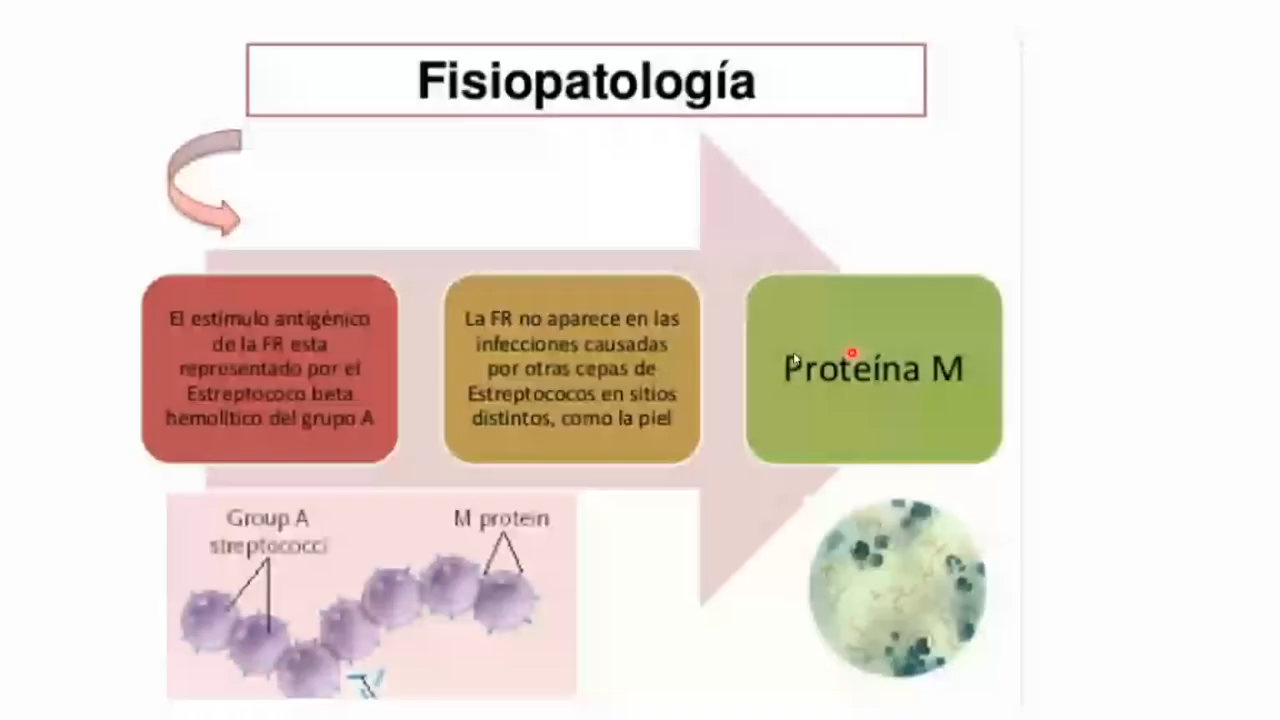 Fisiopatología
El estímulo antigénico
de la FR esta
representado por el
Estreptococo beta
hemolítico del grupo A
La FR no aparece en las
infecciones causadas
por otras cepas de
Estreptococos en sitios
distintos, como la piel
Proteína M
Group A
streptococci
M protein